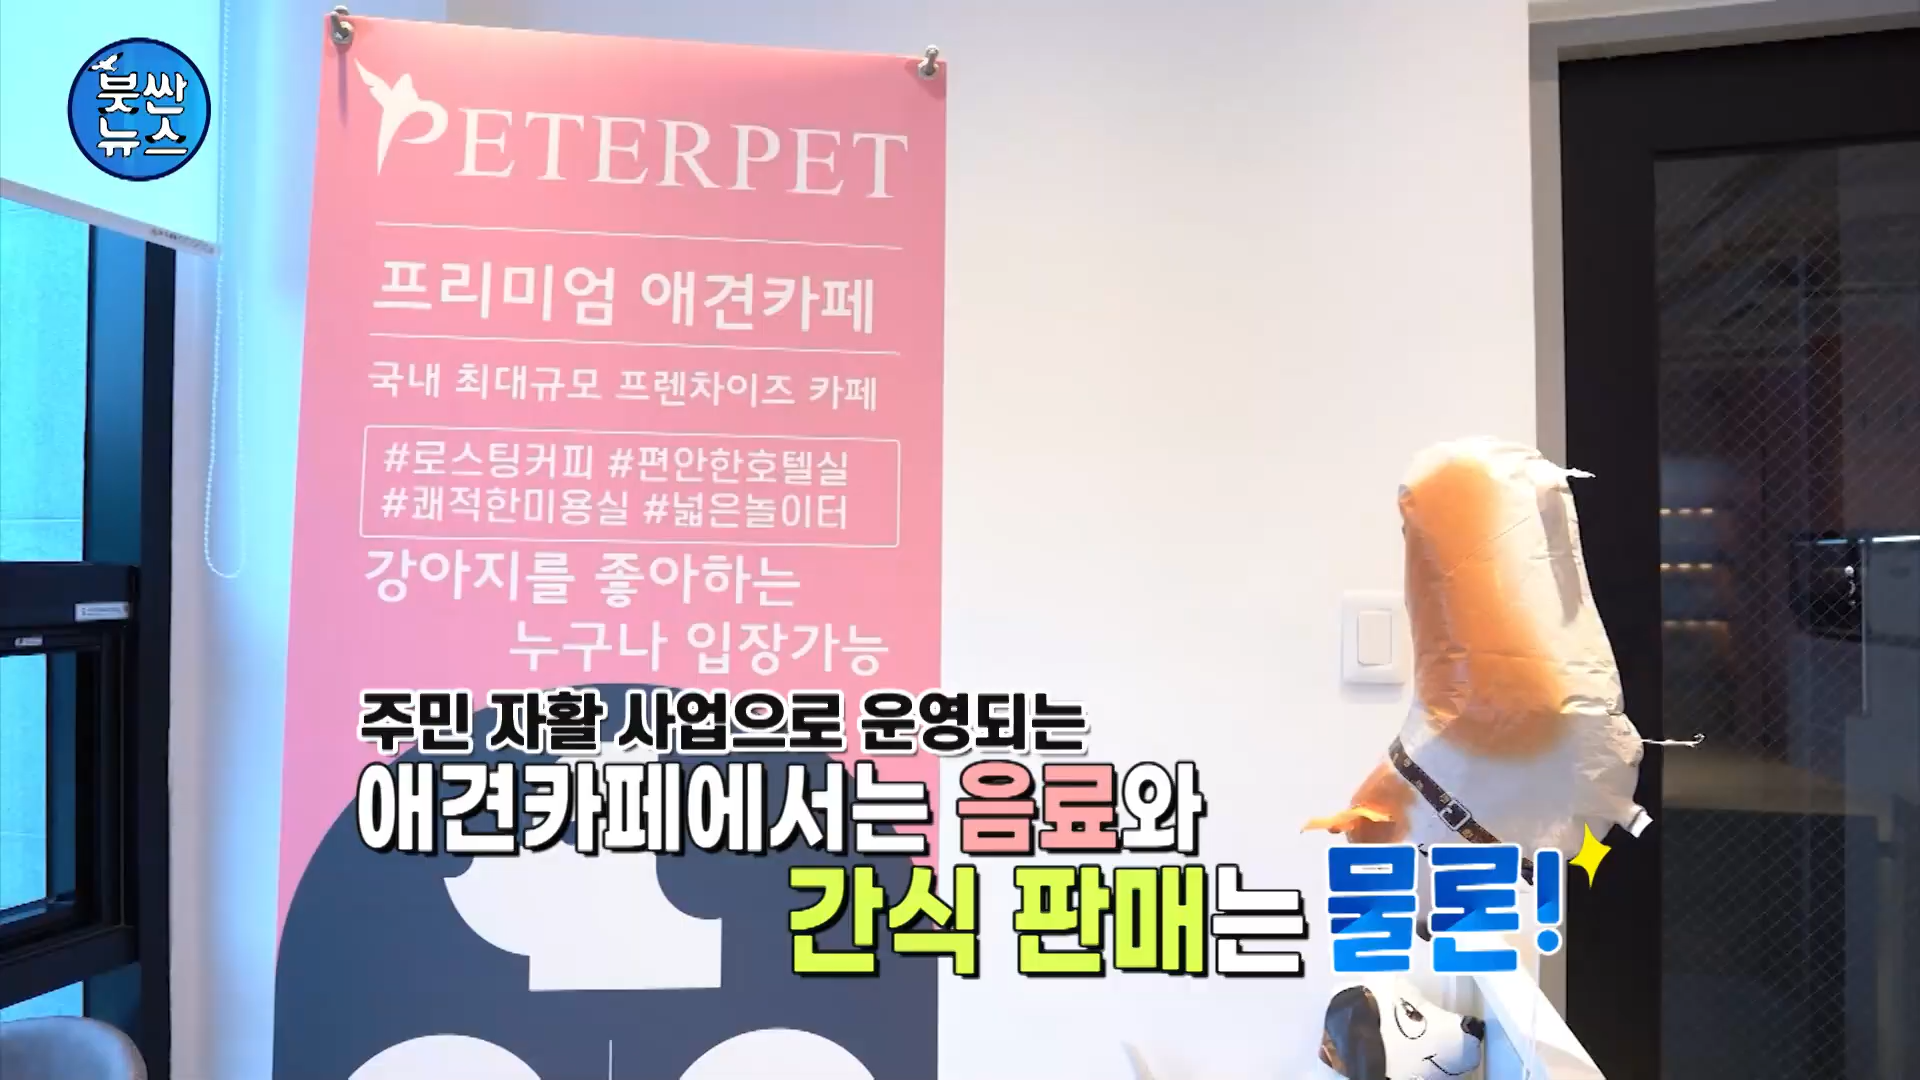 붓싼
뉴스
PETERPET
프리미엄 애견카페
국내 최대규모 프렌차이즈 카페
#로스팅커피 #편안한호텔실
#쾌적한미용실 #넓은놀이터
강아지를 좋아하는
누구나 입장가능
주민 자활 사업으로 운영되는
애견카페에서는 음료와
간식 판매는 물론!